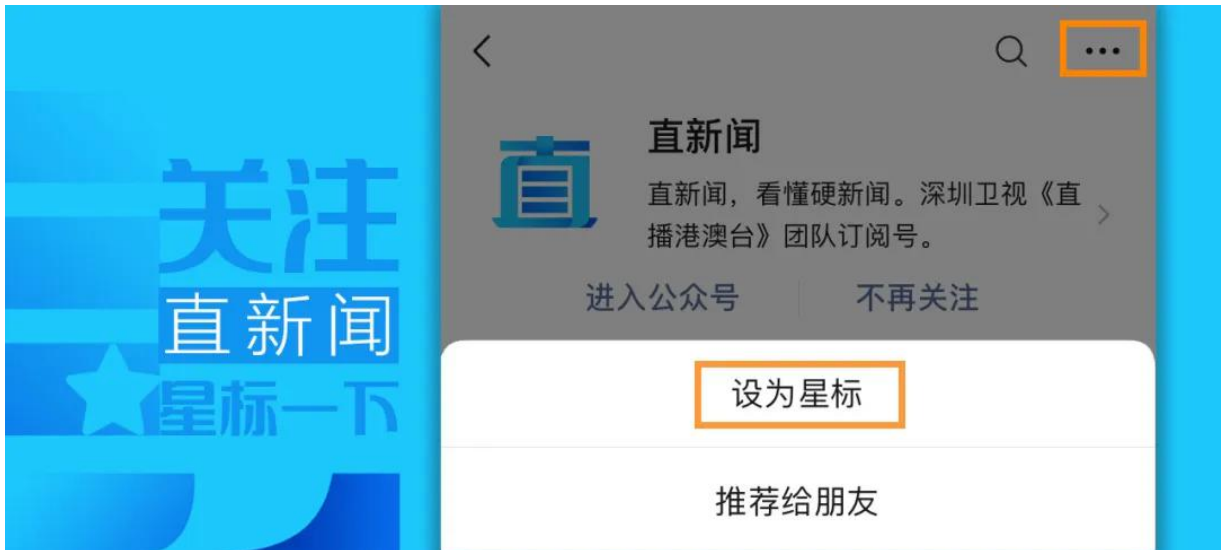 关注
直新闻
星标一下
直
直新闻
直新闻，看懂硬新闻。深圳卫视《直
播港澳台》团队订阅号。
进入公众号
不再关注
设为星标
推荐给朋友